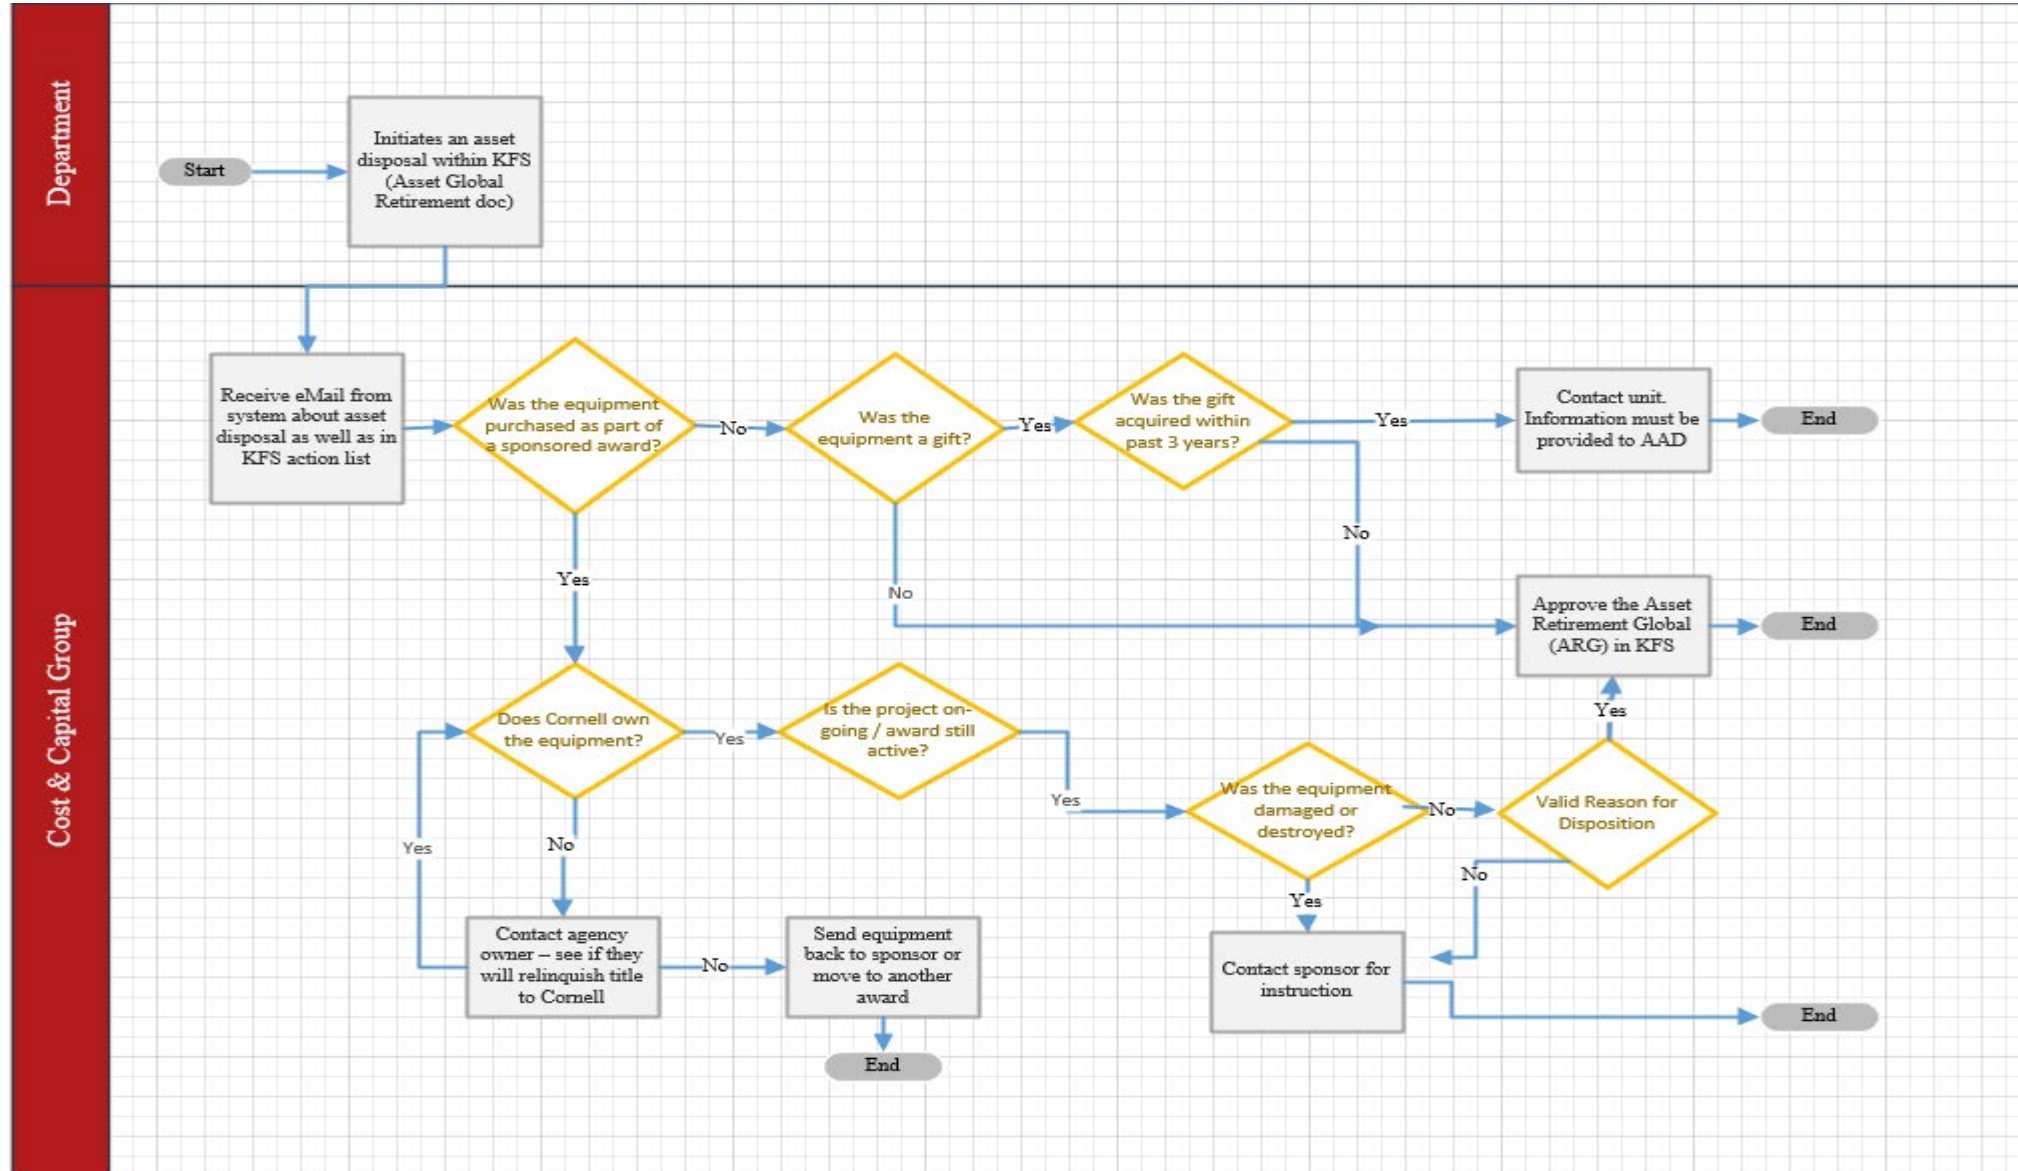 Department
Start
Initiates an asset
disposal within KFS
(Asset Global
Retirement doc)
Cost & Capital Group
Receive eMail from
system about asset
disposal as well as in
KFS action list
Was the equipment
purchased as part of
a sponsored award?
No
Was the
equipment a gift?
Yes
Was the gift
acquired within
past 3 years?
Yes
Contact unit.
Information must be
provided to AAD
End
No
Yes
No
Approve the Asset
Retirement Global
(ARG) in KFS
End
Does Cornell own
the equipment?
Yes
Is the project on-
going / award still
active?
Yes
Was the equipment
damaged or
destroyed?
No
Valid Reason for
Disposition
Yes
No
Yes
No
Yes
Contact agency
owner – see if they
will relinquish title
to Cornell
No
Send equipment
back to sponsor or
move to another
award
End
Contact sponsor for
instruction
End